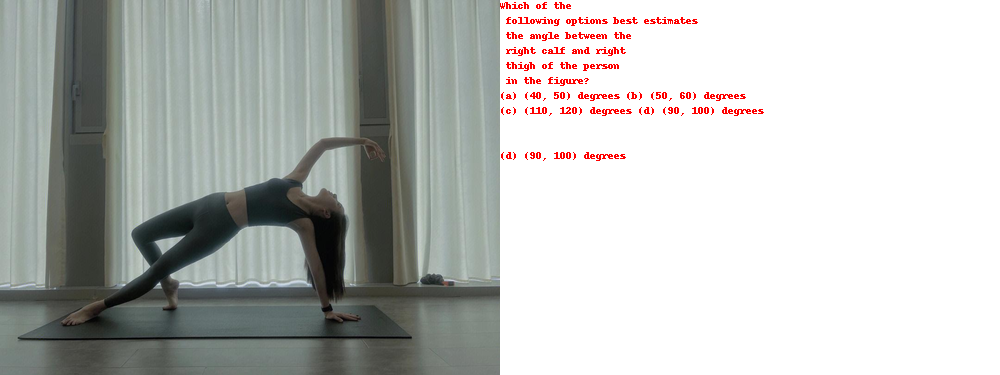 Which of the
following options best estimates
the angle between the
right calf and right
thigh of the person
in the figure?
(a) (40, 50) degrees (b) (50, 60) degrees
(c) (110, 120) degrees (d) (90, 100) degrees
(d) (90, 100) degrees